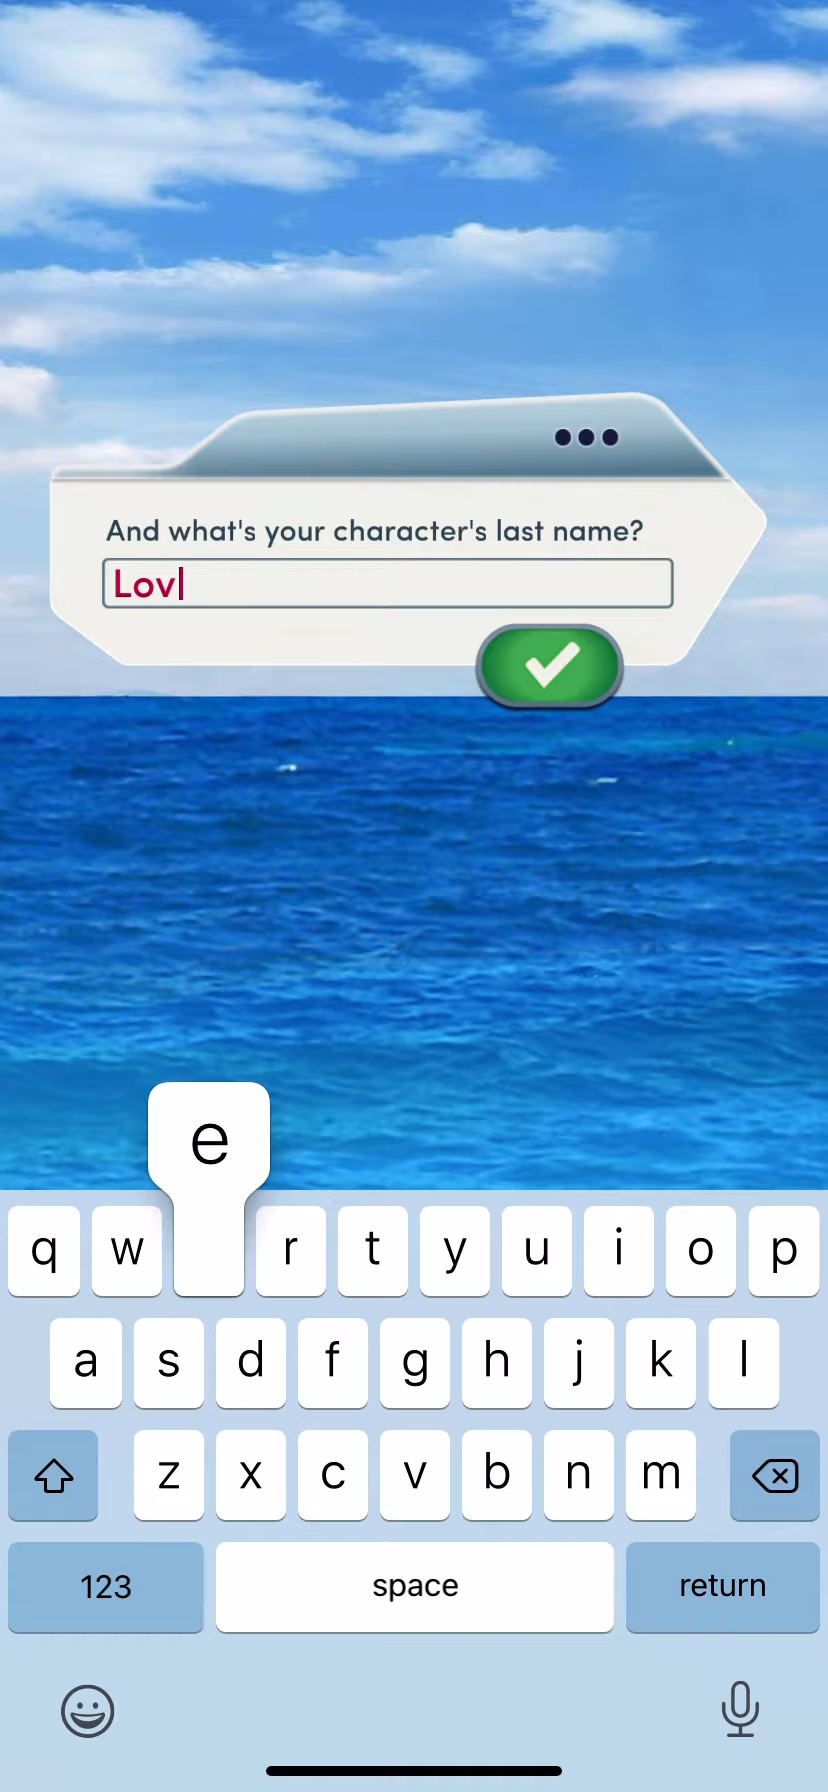 And what's your character's last name?
Lov
e
q w r t y u i o p
a s d f g h j k l
z x c v b n m
123 space return